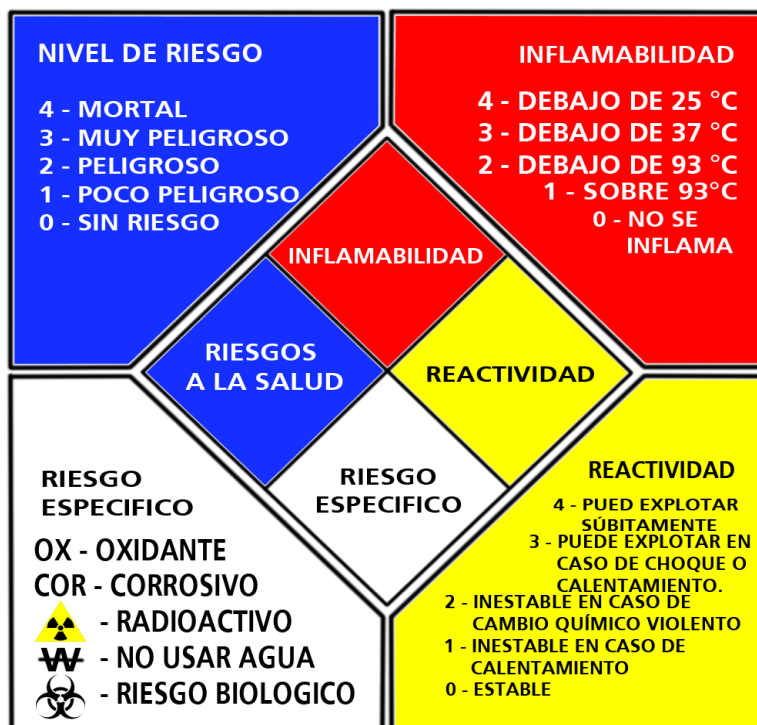 NIVEL DE RIESGO
4 - MORTAL
3 - MUY PELIGROSO
2 - PELIGROSO
1 - POCO PELIGROSO
0 - SIN RIESGO
INFLAMABILIDAD
4 - DEBAJO DE 25 °C
3 - DEBAJO DE 37 °C
2 - DEBAJO DE 93 °C
1 - SOBRE 93°C
0 - NO SE
INFLAMA
INFLAMABILIDAD
RIESGOS
A LA SALUD
REACTIVIDAD
RIESGO
ESPECIFICO
RIESGO
ESPECIFICO
OX - OXIDANTE
COR - CORROSIVO
- RADIOACTIVO
W - NO USAR AGUA
- RIESGO BIOLOGICO
REACTIVIDAD
4 - PUED EXPLOTAR
SÚBITAMENTE
3 - PUEDE EXPLOTAR EN
CASO DE CHOQUE O
CALENTAMIENTO.
2 - INESTABLE EN CASO DE
CAMBIO QUÍMICO VIOLENTO
1 - INESTABLE EN CASO DE
CALENTAMIENTO
0 - ESTABLE